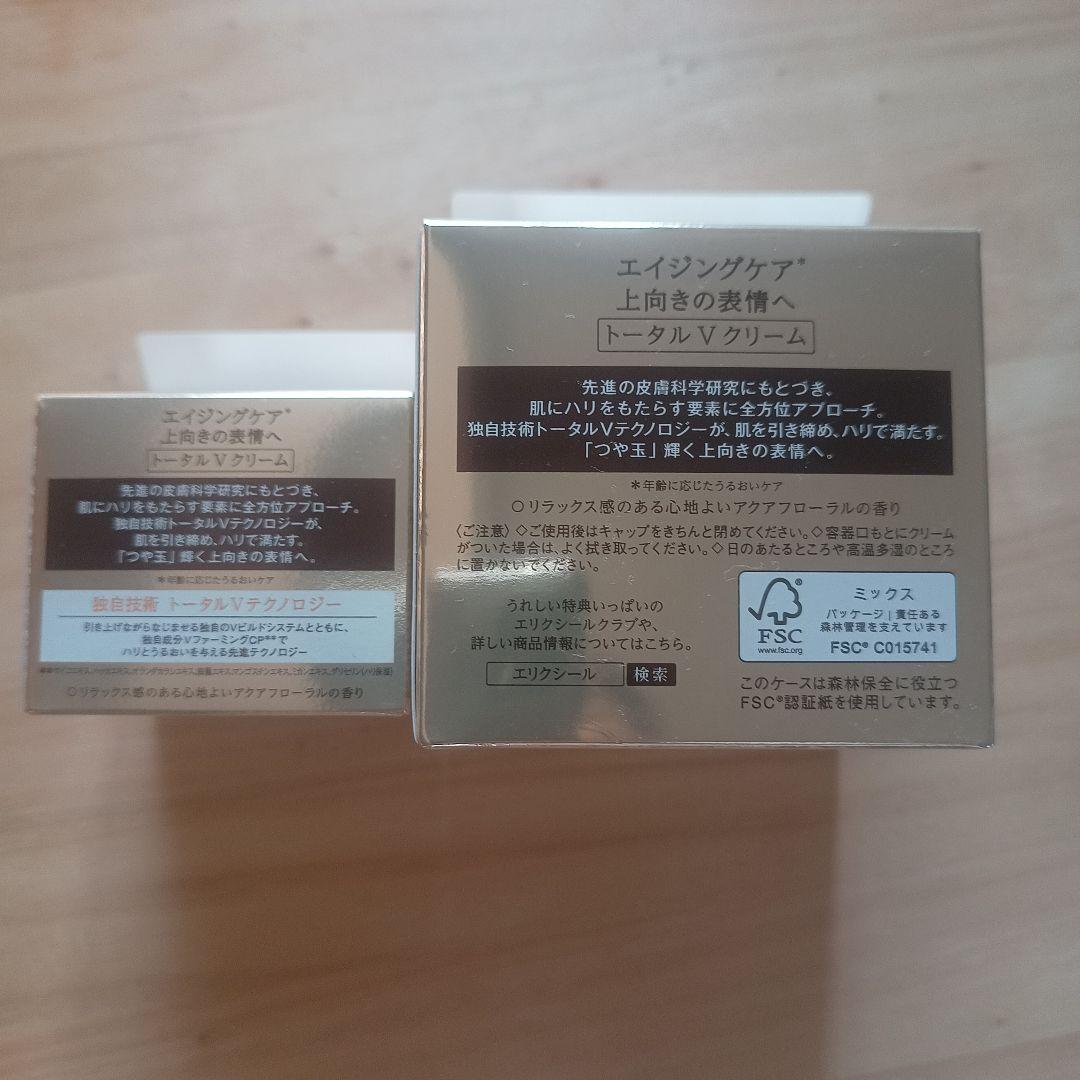 エイジングケア*
上向きの表情へ
トータルVクリーム
先進の皮膚科学研究にもとづき、
肌にハリをもたらす要素に全方位アプローチ。
独自技術トータルVテクノロジーが、
肌を引き締め、ハリで満たす。
「つや玉」輝く上向きの表情へ。
*年齢に応じたうるおいケア
独自技術 トータルVテクノロジー
引き上げながらなじませる独自のVビルドシステムとともに、
独自成分VファーミングCP**で
ハリとうるおいを与える先進テクノロジー
○リラックス感のある心地よいアクアフローラルの香り
エイジングケア*
上向きの表情へ
トータルVクリーム
先進の皮膚科学研究にもとづき、
肌にハリをもたらす要素に全方位アプローチ。
独自技術トータルVテクノロジーが、肌を引き締め、ハリで満たす。
「つや玉」輝く上向きの表情へ。
*年齢に応じたうるおいケア
○リラックス感のある心地よいアクアフローラルの香り
〈ご注意〉◇ご使用後はキャップをきちんと閉めてください。◇容器口もとにクリーム
がついた場合は、よく拭き取ってください。◇日のあたるところや高温多湿のところ
に置かないでください。
うれしい特典いっぱいの
エリクシールクラブや、
詳しい商品情報についてはこちら。
エリクシール 検索
FSC
www.fsc.org
ミックス
パッケージ|責任ある
森林管理を支えています
FSC® C015741
このケースは森林保全に役立つ
FSC®認証紙を使用しています。